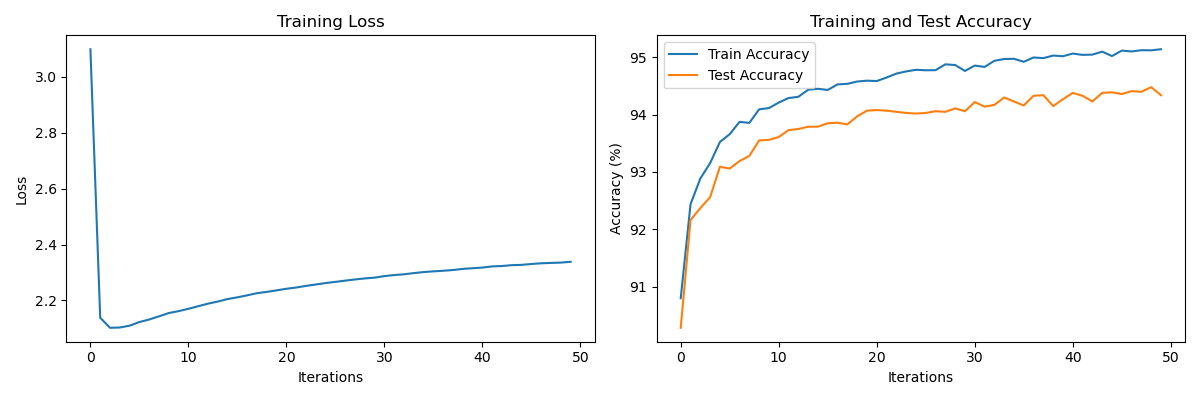 Training Loss
Loss
3.0
2.8
2.6
2.4
2.2
0 10 20 30 40 50
Iterations
Training and Test Accuracy
Train Accuracy
Test Accuracy
Accuracy (%)
95
94
93
92
91
0 10 20 30 40 50
Iterations